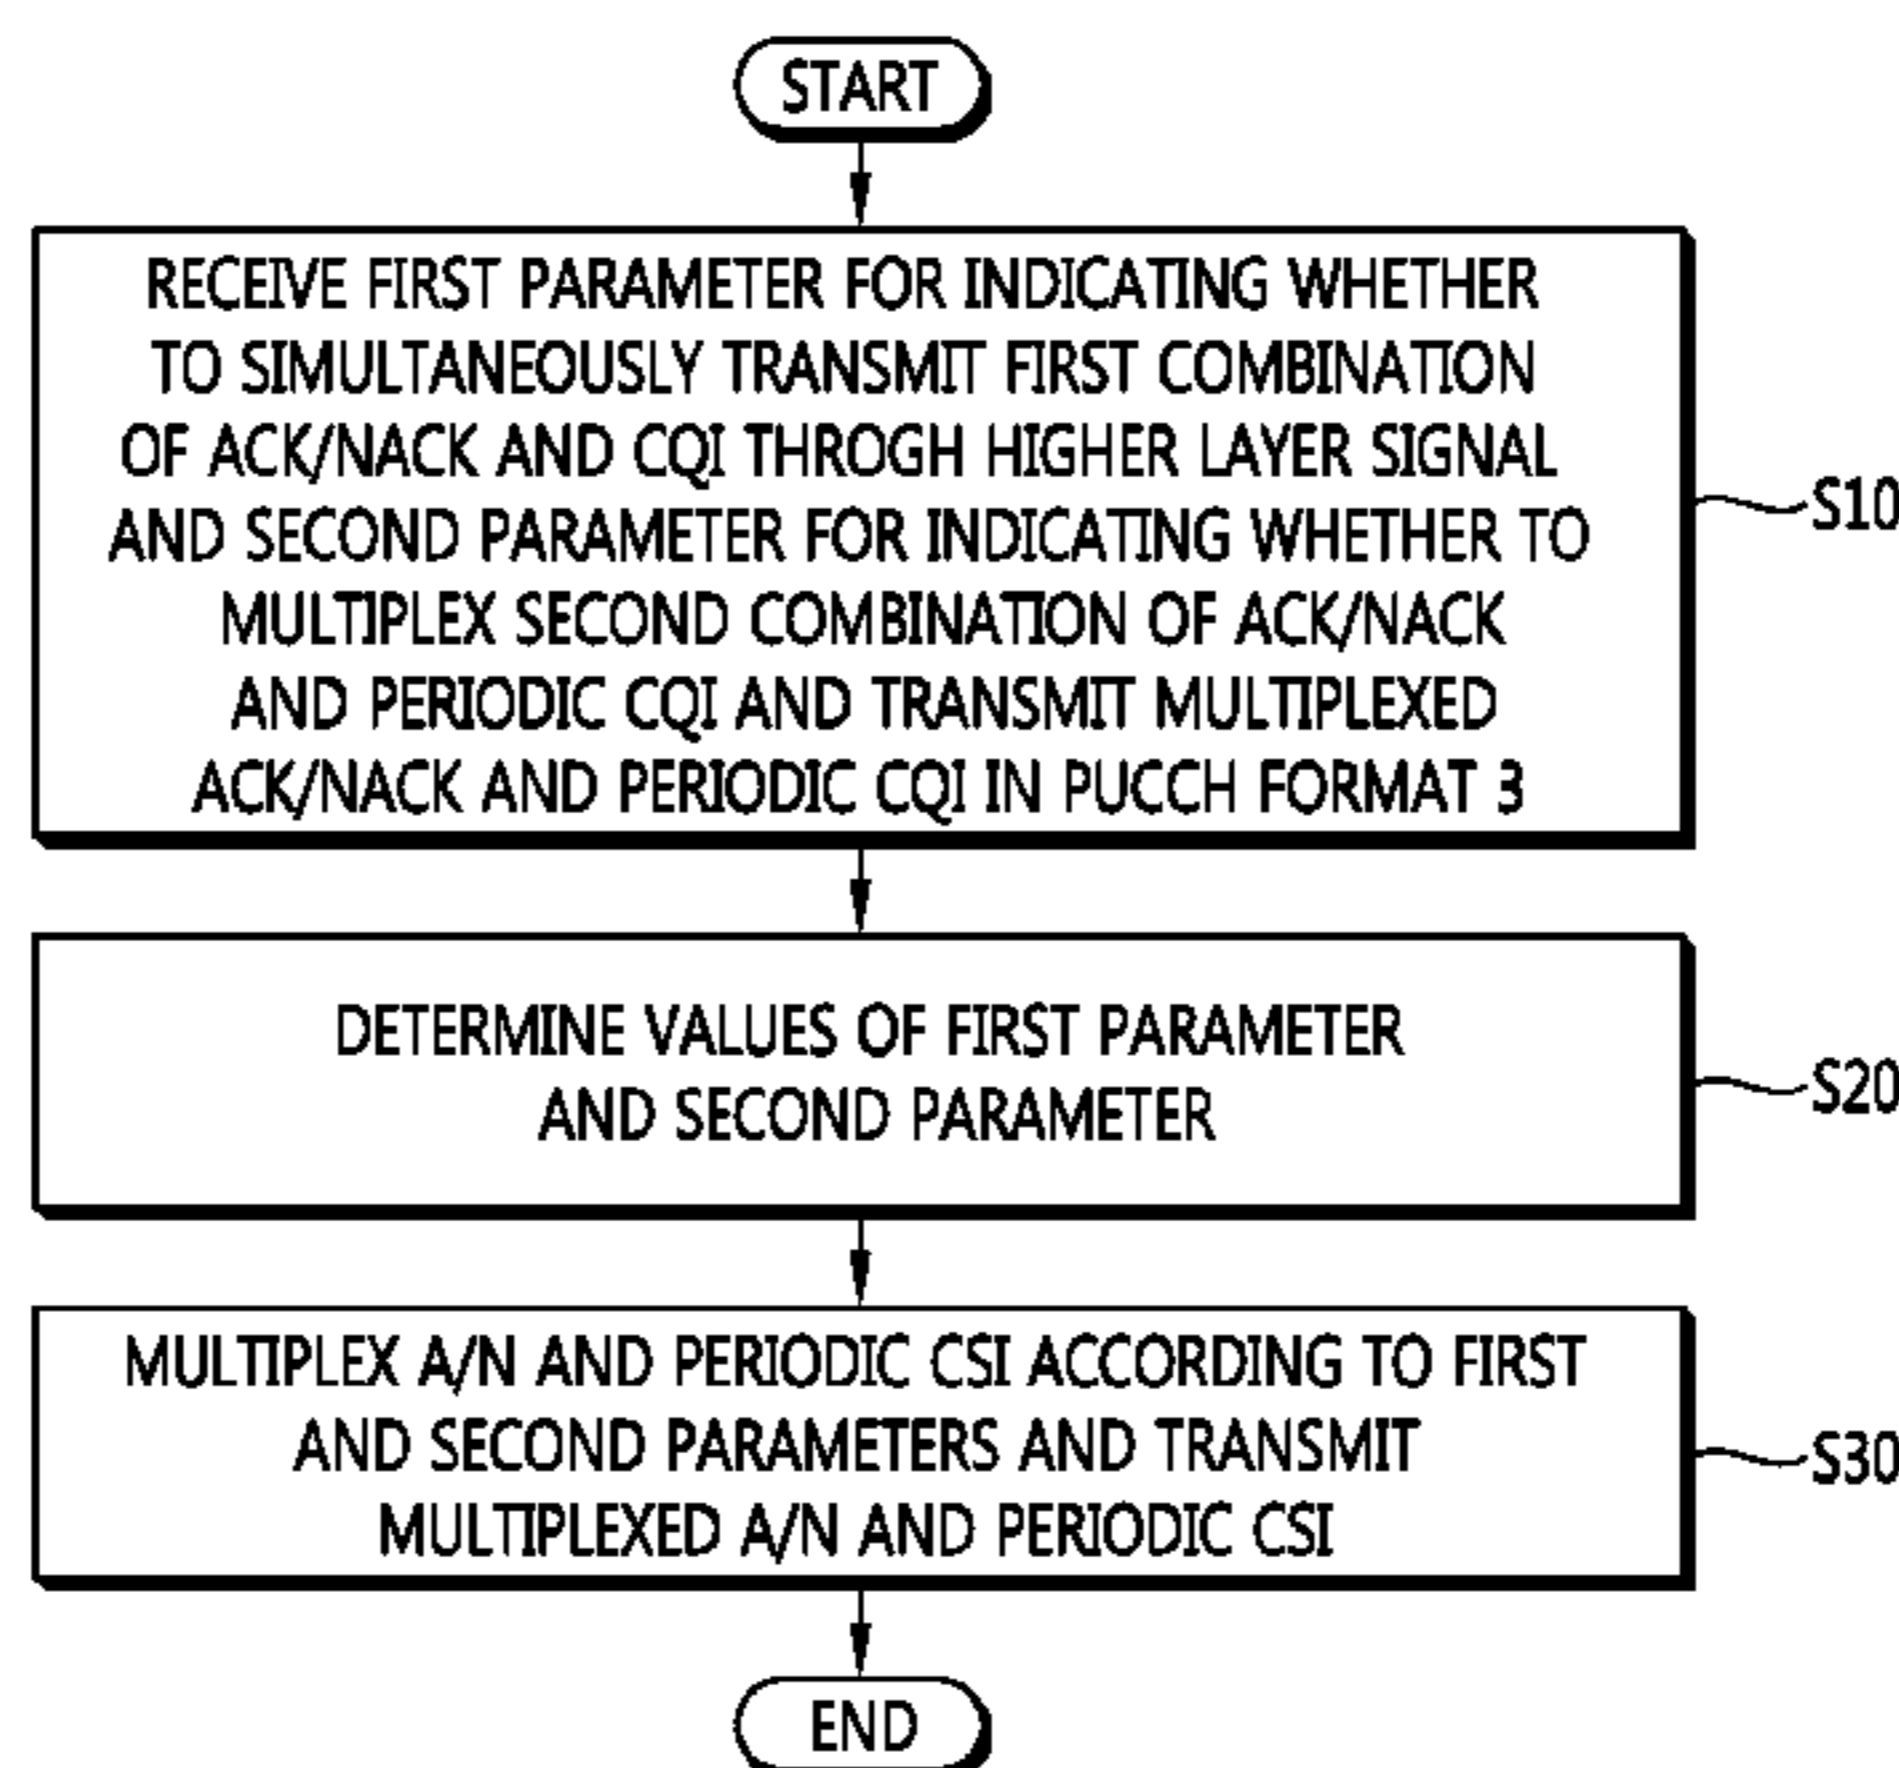 START
RECEIVE FIRST PARAMETER FOR INDICATING WHETHER
TO SIMULTANEOUSLY TRANSMIT FIRST COMBINATION
OF ACK/NACK AND CQI THROGH HIGHER LAYER SIGNAL
AND SECOND PARAMETER FOR INDICATING WHETHER TO
MULTIPLEX SECOND COMBINATION OF ACK/NACK
AND PERIODIC CQI AND TRANSMIT MULTIPLEXED
ACK/NACK AND PERIODIC CQI IN PUCCH FORMAT 3
S10
DETERMINE VALUES OF FIRST PARAMETER
AND SECOND PARAMETER
S20
MULTIPLEX A/N AND PERIODIC CSI ACCORDING TO FIRST
AND SECOND PARAMETERS AND TRANSMIT
MULTIPLEXED A/N AND PERIODIC CSI
S30
END